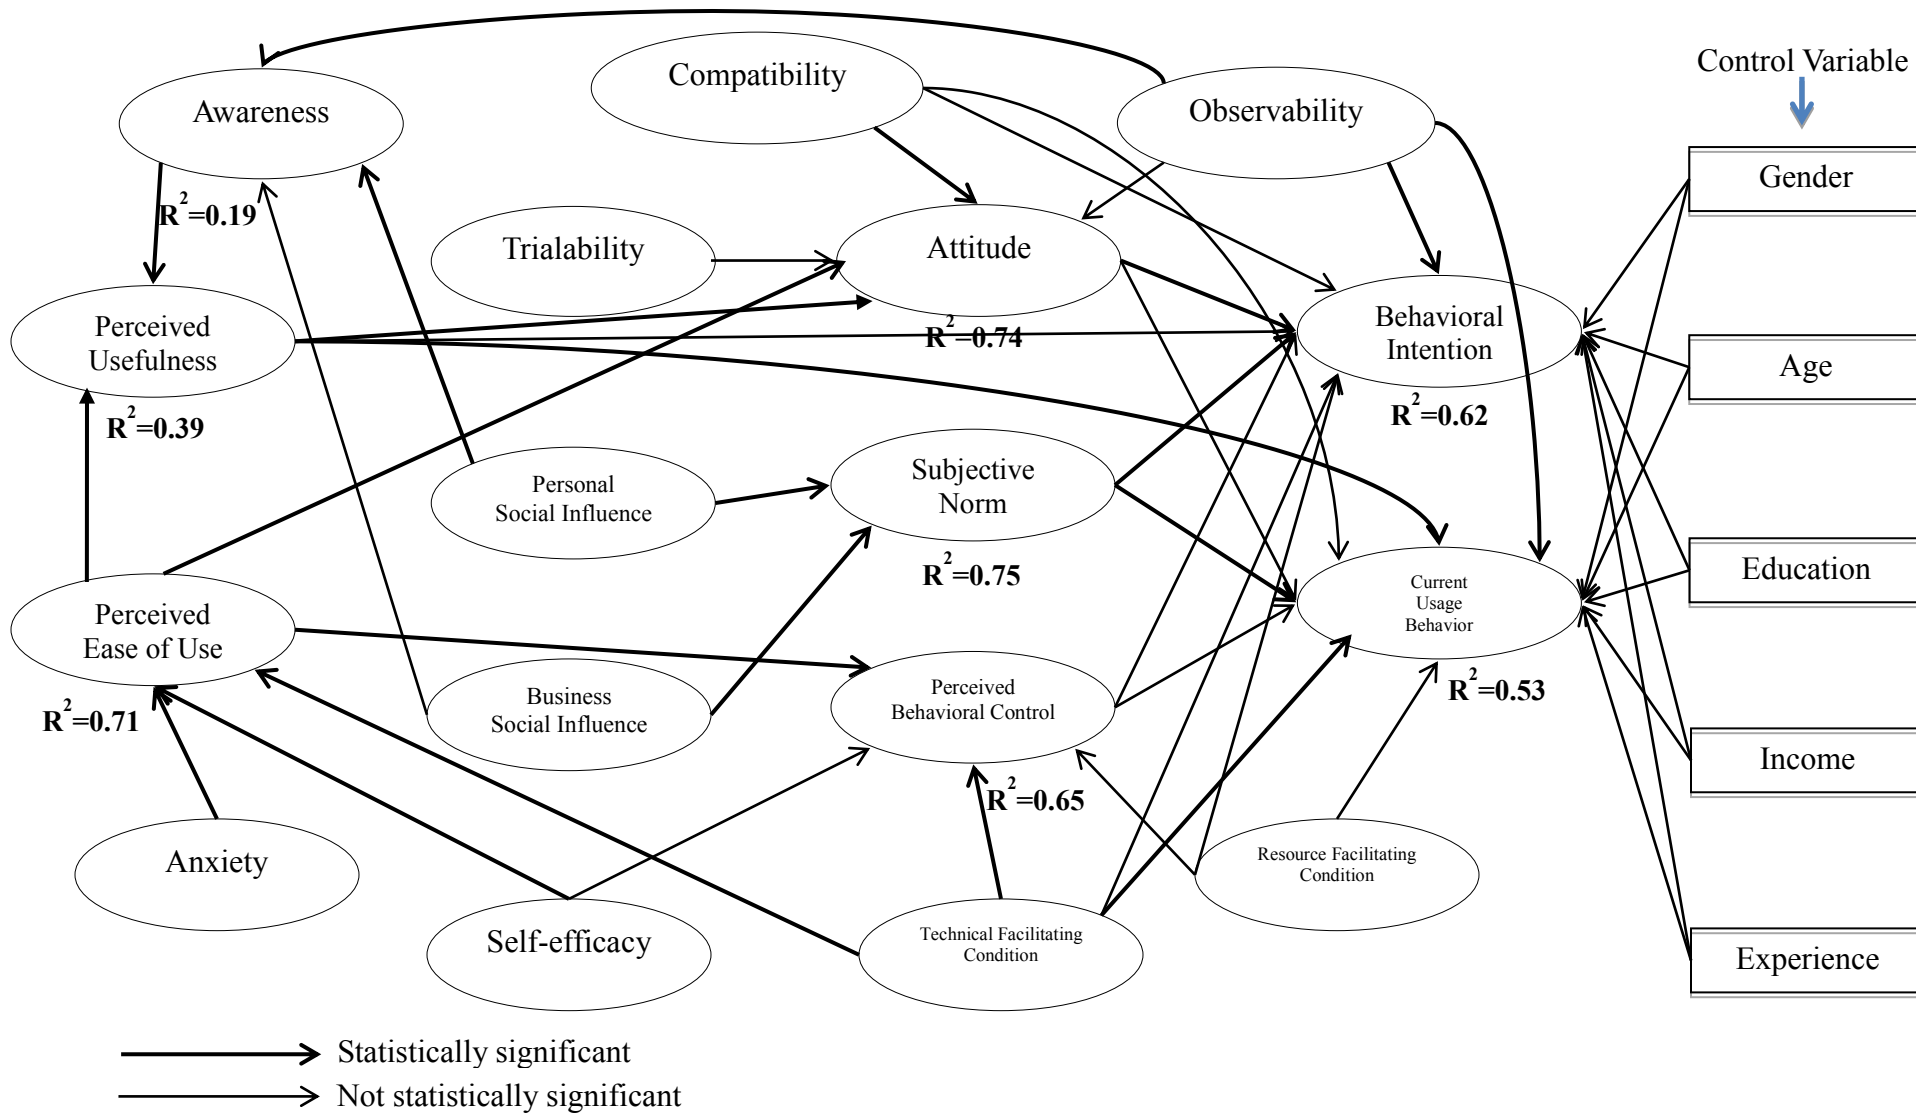 Control Variable
Compatibility
Awareness
Observability
Gender
R²=0.19
Trialability
Attitude
Perceived
Usefulness
R²=0.74
Behavioral
Intention
Age
R²=0.39
R²=0.62
Personal
Social Influence
Subjective
Norm
R²=0.75
Current
Usage
Behavior
Education
Perceived
Ease of Use
R²=0.71
Business
Social Influence
Perceived
Behavioral Control
R²=0.53
Income
R²=0.65
Anxiety
Resource Facilitating
Condition
Self-efficacy
Technical Facilitating
Condition
Experience
Statistically significant
Not statistically significant